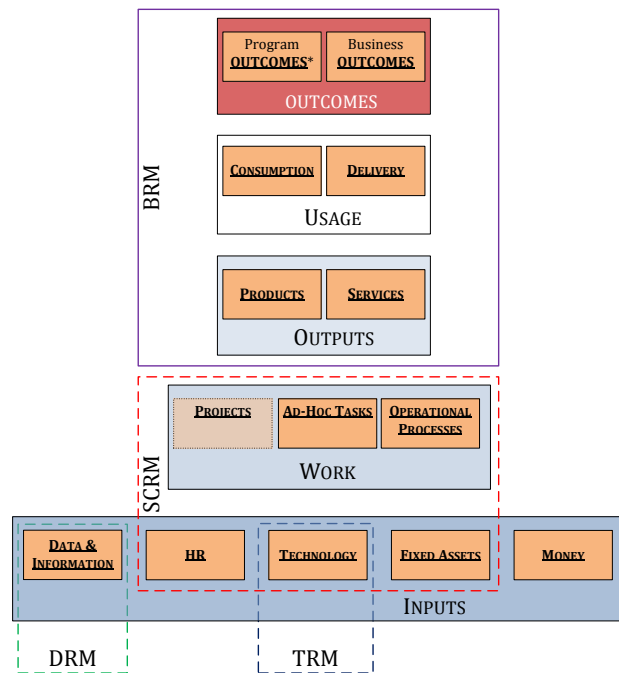 Program
OUTCOMES*
Business
OUTCOMES
OUTCOMES
BRM
CONSUMPTION
DELIVERY
USAGE
PRODUCTS
SERVICES
OUTPUTS
SCRM
PROJECTS
AD-HOC TASKS
OPERATIONAL
PROCESSES
WORK
DATA &
INFORMATION
HR
TECHNOLOGY
FIXED ASSETS
MONEY
INPUTS
DRM
TRM